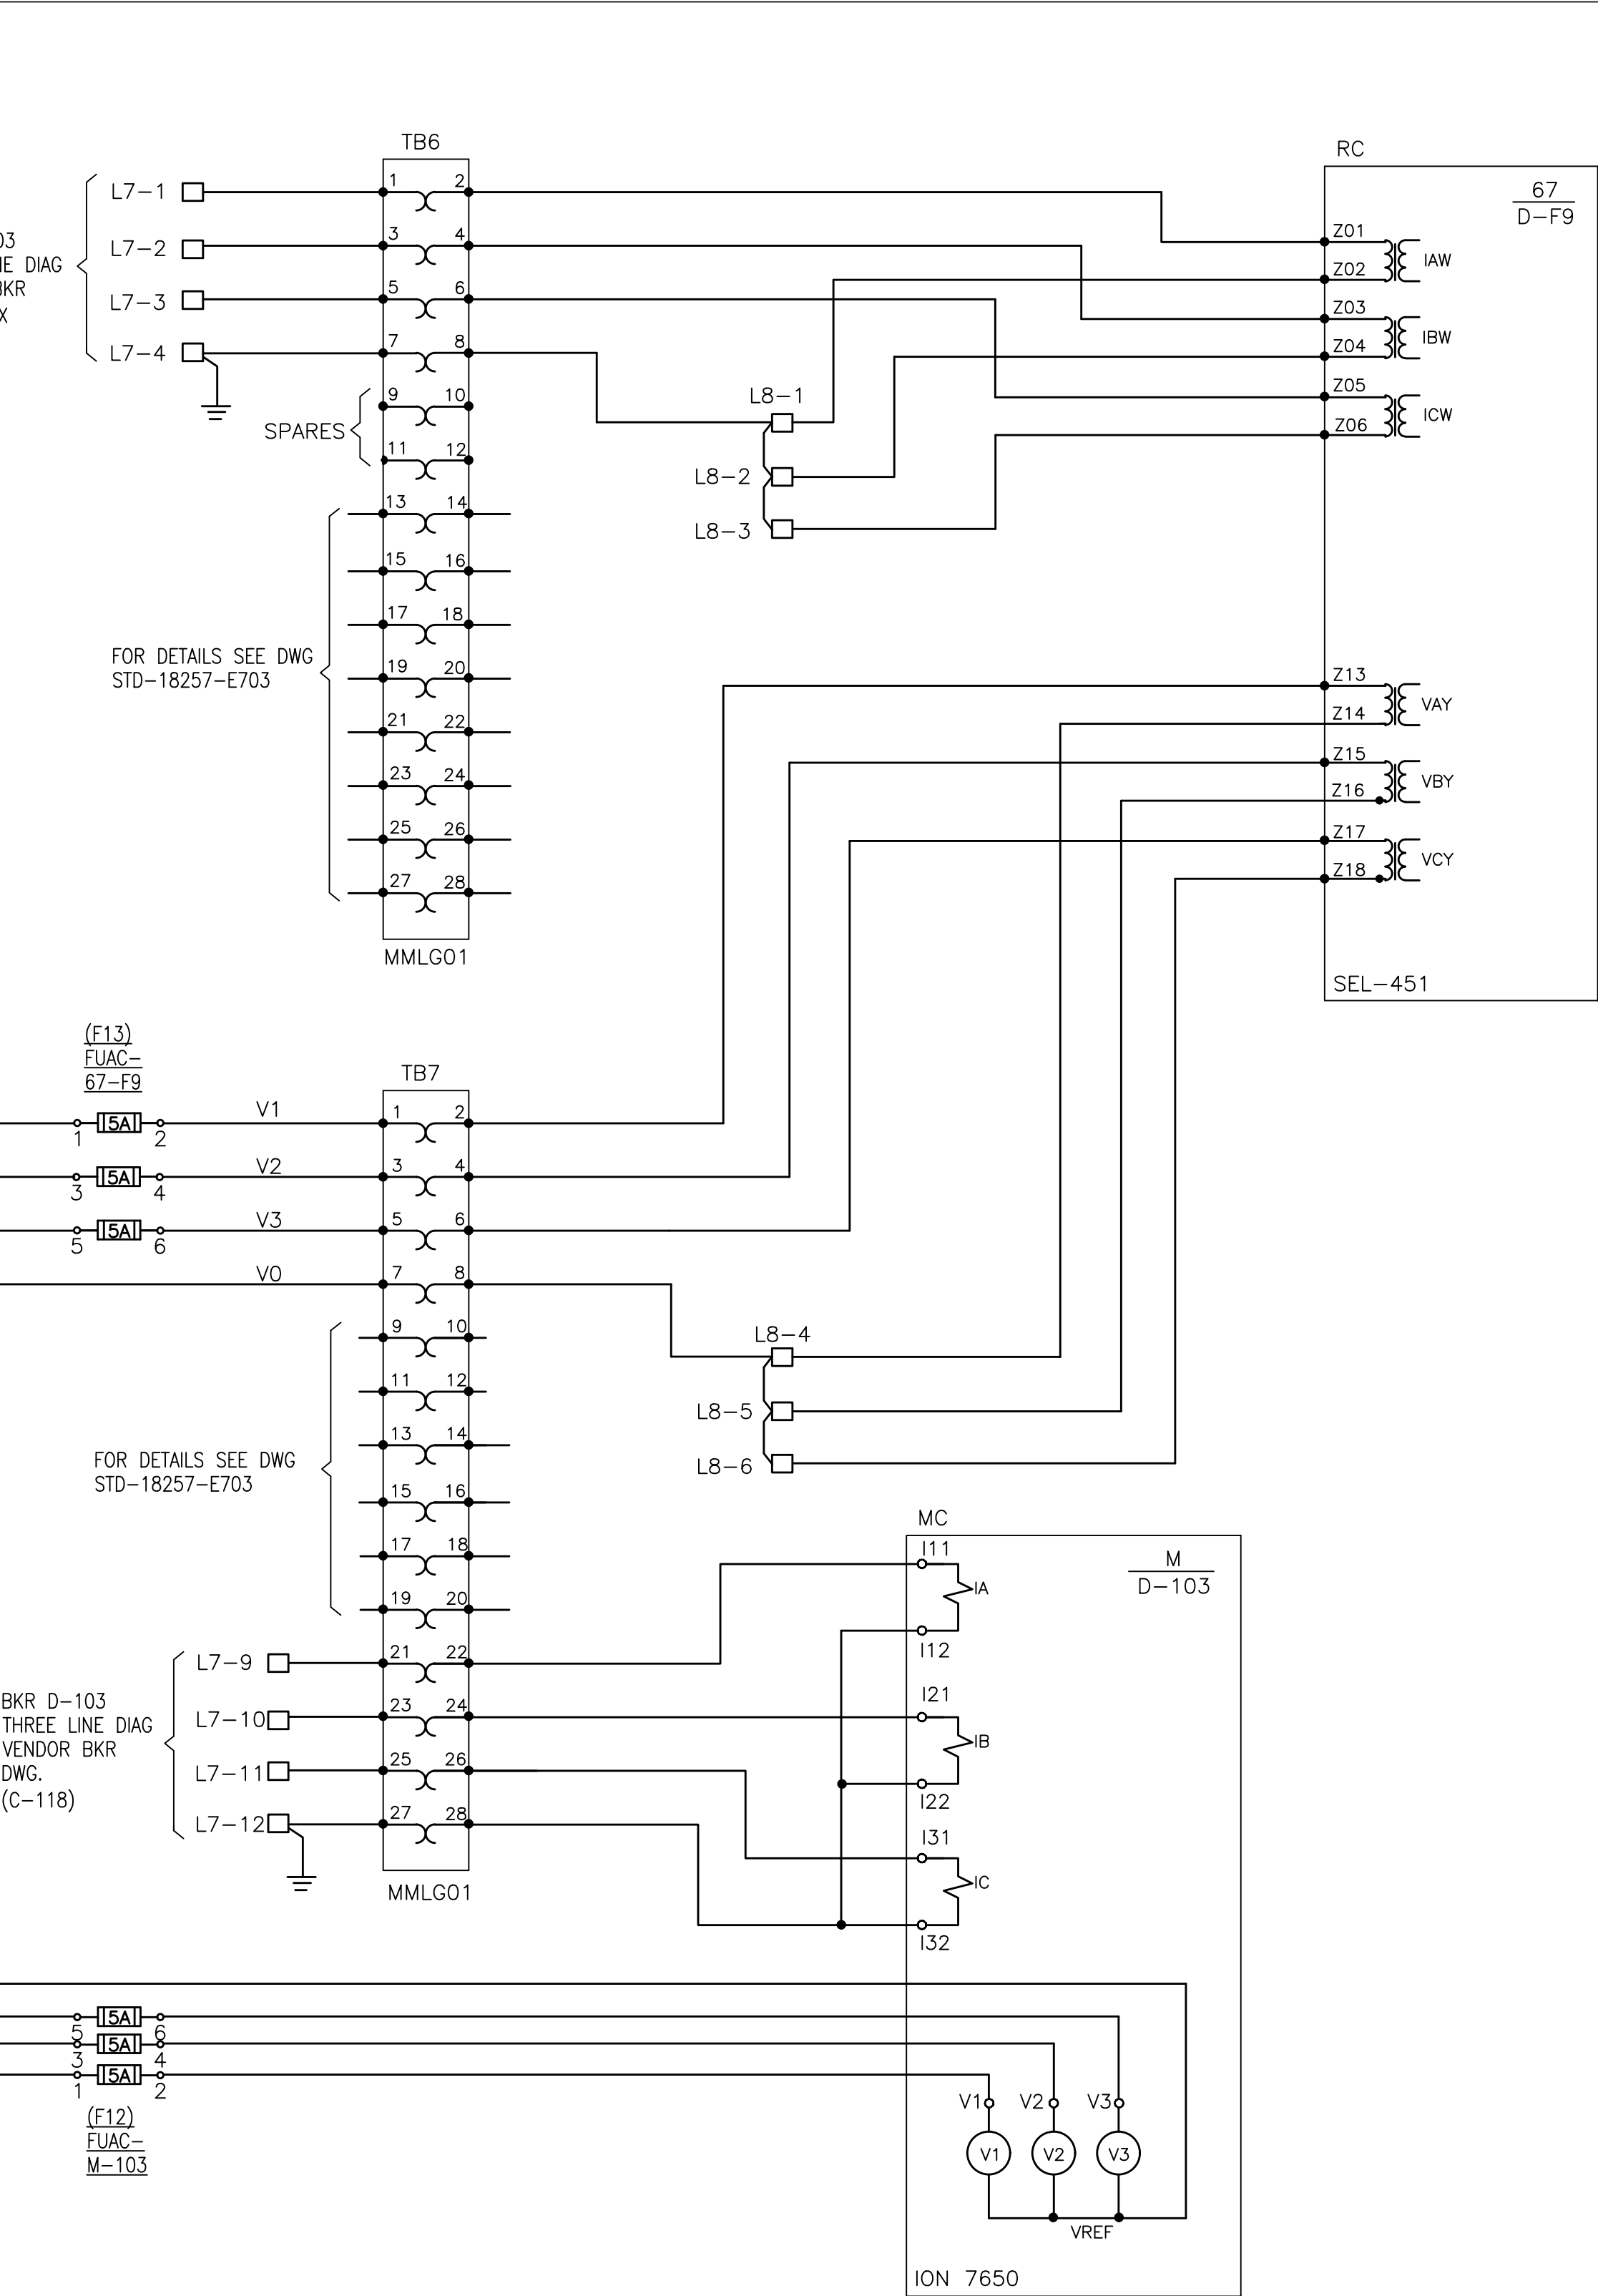 TB6
RC
67
D-F9
L7-1
1 2
L7-2
3 4
L7-3
5 6
L7-4
7 8
03
IE DIAG
BKR
X
SPARES
9 10
11 12
13 14
15 16
17 18
19 20
21 22
23 24
25 26
27 28
FOR DETAILS SEE DWG
STD-18257-E703
MMLG01
L8-1
L8-2
L8-3
Z01
Z02
IAW
Z03
Z04
IBW
Z05
Z06
ICW
Z13
Z14
VAY
Z15
Z16
VBY
Z17
Z18
VCY
SEL-451
(F13)
FUAC-
67-F9
TB7
1 5A 2 V1
1 2
3 5A 4 V2
3 4
5 5A 6 V3
5 6
V0
7 8
9 10
11 12
13 14
15 16
17 18
19 20
FOR DETAILS SEE DWG
STD-18257-E703
L8-4
L8-5
L8-6
L7-9
21 22
L7-10
23 24
L7-11
25 26
L7-12
27 28
BKR D-103
THREE LINE DIAG
VENDOR BKR
DWG.
(C-118)
MMLG01
MC
M
D-103
I11
IA
I12
I21
IB
I22
I31
IC
I32
5 5A 6
3 5A 4
1 5A 2
(F12)
FUAC-
M-103
V1 V2 V3
V1 V2 V3
VREF
ION 7650